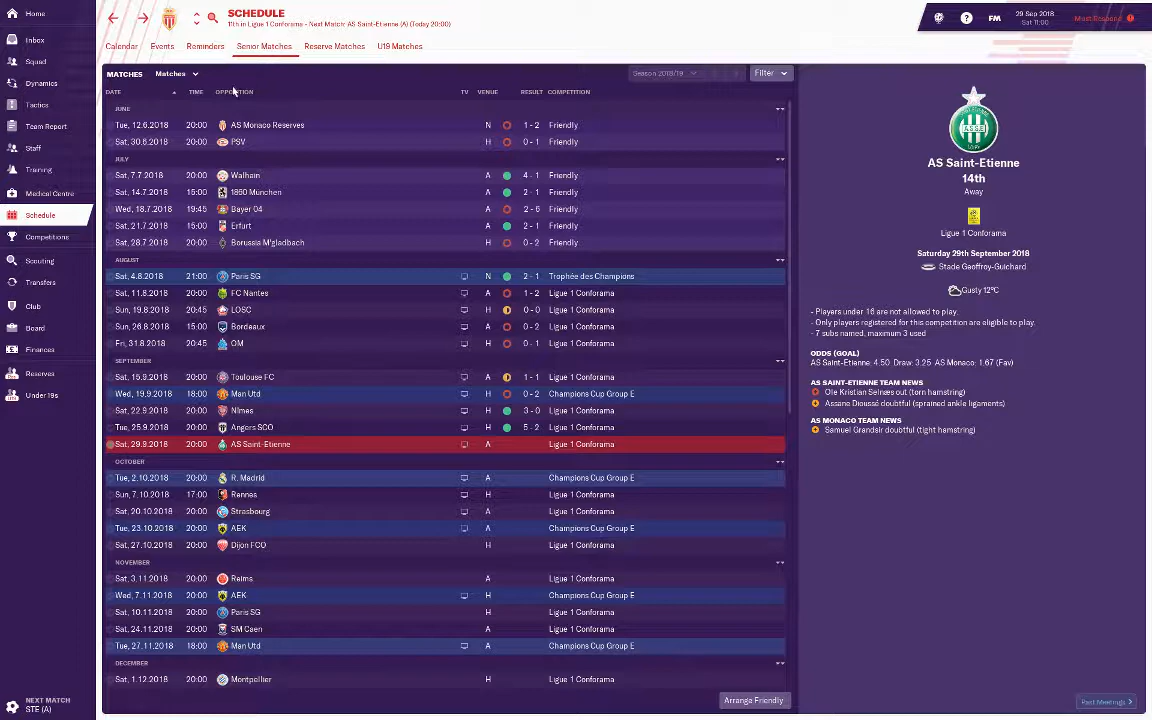 Home
Inbox
Squad
Dynamics
Tactics
Team Report
Staff
Training
Medical Centre
Schedule
Competitions
Scouting
Transfers
Club
Board
Finances
Reserves
Under 19s
NEXT MATCH
STE (A)
SCHEDULE
11th in Ligue 1 Conforama - Next Match: AS Saint-Etienne (A) (Today 20:00)
Calendar Events Reminders Senior Matches Reserve Matches U19 Matches
FM 29 Sep 2018
Sat 11:00
Must Respond
MATCHES Matches Season 2018/19 Filter
DATE TIME OPPOSITION TV VENUE RESULT COMPETITION
JUNE
Tue, 12.6.2018 20:00 AS Monaco Reserves N 1 - 2 Friendly
Sat, 30.6.2018 20:00 PSV H 0 - 1 Friendly
JULY
Sat, 7.7.2018 20:00 Walhain A 4 - 1 Friendly
Sat, 14.7.2018 15:00 1860 München A 2 - 1 Friendly
Wed, 18.7.2018 19:45 Bayer 04 A 2 - 6 Friendly
Sat, 21.7.2018 15:00 Erfurt A 2 - 1 Friendly
Sat, 28.7.2018 20:00 Borussia M'gladbach H 0 - 2 Friendly
AUGUST
Sat, 4.8.2018 21:00 Paris SG N 2 - 1 Trophée des Champions
Sat, 11.8.2018 20:00 FC Nantes A 1 - 2 Ligue 1 Conforama
Sun, 19.8.2018 20:45 LOSC H 0 - 0 Ligue 1 Conforama
Sun, 26.8.2018 15:00 Bordeaux A 0 - 2 Ligue 1 Conforama
Fri, 31.8.2018 20:45 OM H 0 - 1 Ligue 1 Conforama
SEPTEMBER
Sat, 15.9.2018 20:00 Toulouse FC A 1 - 1 Ligue 1 Conforama
Wed, 19.9.2018 18:00 Man Utd H 0 - 2 Champions Cup Group E
Sat, 22.9.2018 20:00 Nîmes H 3 - 0 Ligue 1 Conforama
Tue, 25.9.2018 20:00 Angers SCO H 5 - 2 Ligue 1 Conforama
Sat, 29.9.2018 20:00 AS Saint-Etienne A Ligue 1 Conforama
OCTOBER
Tue, 2.10.2018 20:00 R. Madrid A Champions Cup Group E
Sun, 7.10.2018 17:00 Rennes H Ligue 1 Conforama
Sat, 20.10.2018 20:00 Strasbourg A Ligue 1 Conforama
Tue, 23.10.2018 20:00 AEK A Champions Cup Group E
Sat, 27.10.2018 20:00 Dijon FCO H Ligue 1 Conforama
NOVEMBER
Sat, 3.11.2018 20:00 Reims A Ligue 1 Conforama
Wed, 7.11.2018 20:00 AEK H Champions Cup Group E
Sat, 10.11.2018 20:00 Paris SG H Ligue 1 Conforama
Sat, 24.11.2018 20:00 SM Caen A Ligue 1 Conforama
Tue, 27.11.2018 18:00 Man Utd A Champions Cup Group E
DECEMBER
Sat, 1.12.2018 20:00 Montpellier H Ligue 1 Conforama
Arrange Friendly
AS Saint-Etienne
14th
Away
Ligue 1 Conforama
Saturday 29th September 2018
Stade Geoffroy-Guichard
Gusty 12°C
- Players under 16 are not allowed to play.
- Only players registered for this competition are eligible to play.
- 7 subs named, maximum 3 used
ODDS (GOAL)
AS Saint-Etienne: 4.50 Draw: 3.25 AS Monaco: 1.67 (Fav)
AS SAINT-ETIENNE TEAM NEWS
Ole Kristian Selnæs out (torn hamstring)
Assane Dioussé doubtful (sprained ankle ligaments)
AS MONACO TEAM NEWS
Samuel Grandsir doubtful (tight hamstring)
Past Meetings >